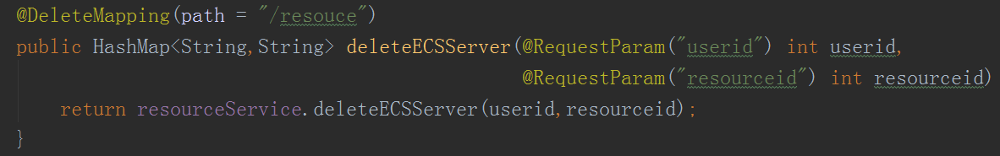 @DeleteMapping(path = "/resouce")
public HashMap<String,String> deleteECSServer(@RequestParam("userid") int userid,
@RequestParam("resourceid") int resourceid)
return resourceService.deleteECSServer(userid,resourceid);
}